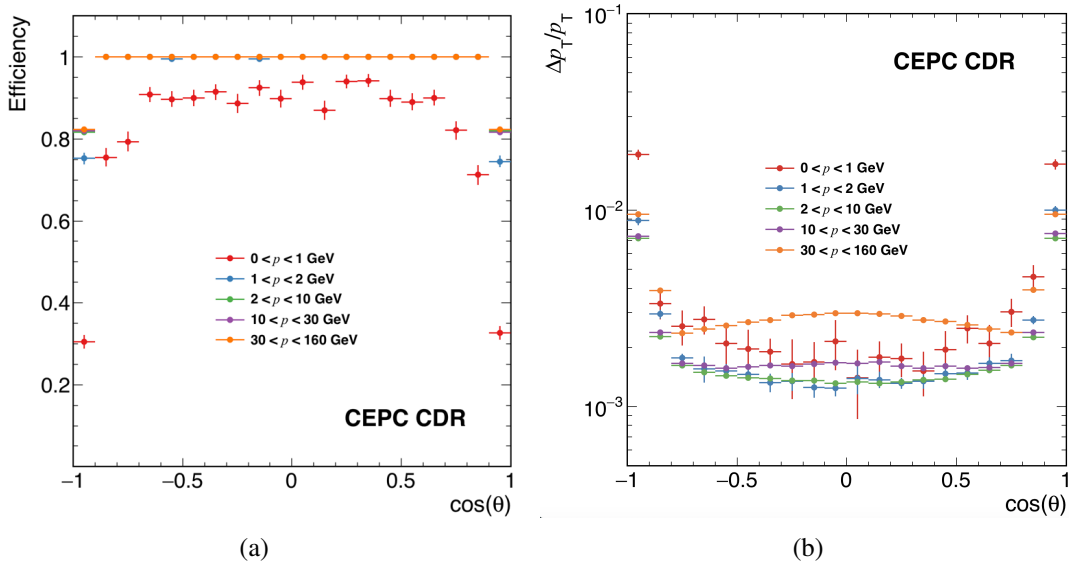 Efficiency
1
0.8
0.6
0.4
0.2
0 < p < 1 GeV
1 < p < 2 GeV
2 < p < 10 GeV
10 < p < 30 GeV
30 < p < 160 GeV
CEPC CDR
−1 −0.5 0 0.5 1
cos(θ)
(a)
Δp_T/p_T
10⁻¹
10⁻²
10⁻³
CEPC CDR
0 < p < 1 GeV
1 < p < 2 GeV
2 < p < 10 GeV
10 < p < 30 GeV
30 < p < 160 GeV
−1 −0.5 0 0.5 1
cos(θ)
(b)